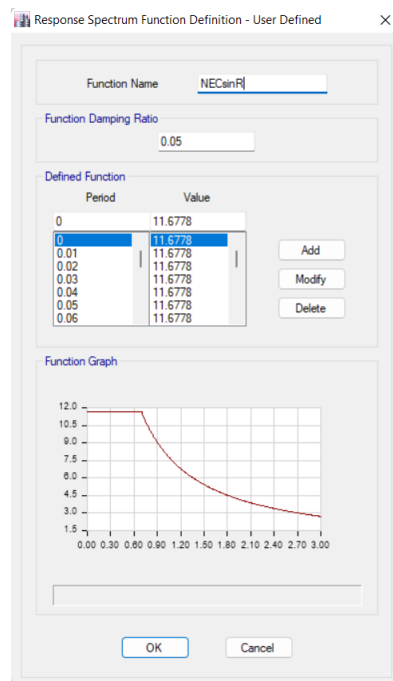 Response Spectrum Function Definition - User Defined
Function Name NECsinR
Function Damping Ratio
0.05
Defined Function
Period Value
0 11.6778
0 11.6778
0.01 11.6778
0.02 11.6778
0.03 11.6778
0.04 11.6778
0.05 11.6778
0.06 11.6778
Add
Modify
Delete
Function Graph
12.0
10.5
9.0
7.5
6.0
4.5
3.0
1.5
0.00 0.30 0.60 0.90 1.20 1.50 1.80 2.10 2.40 2.70 3.00
OK Cancel